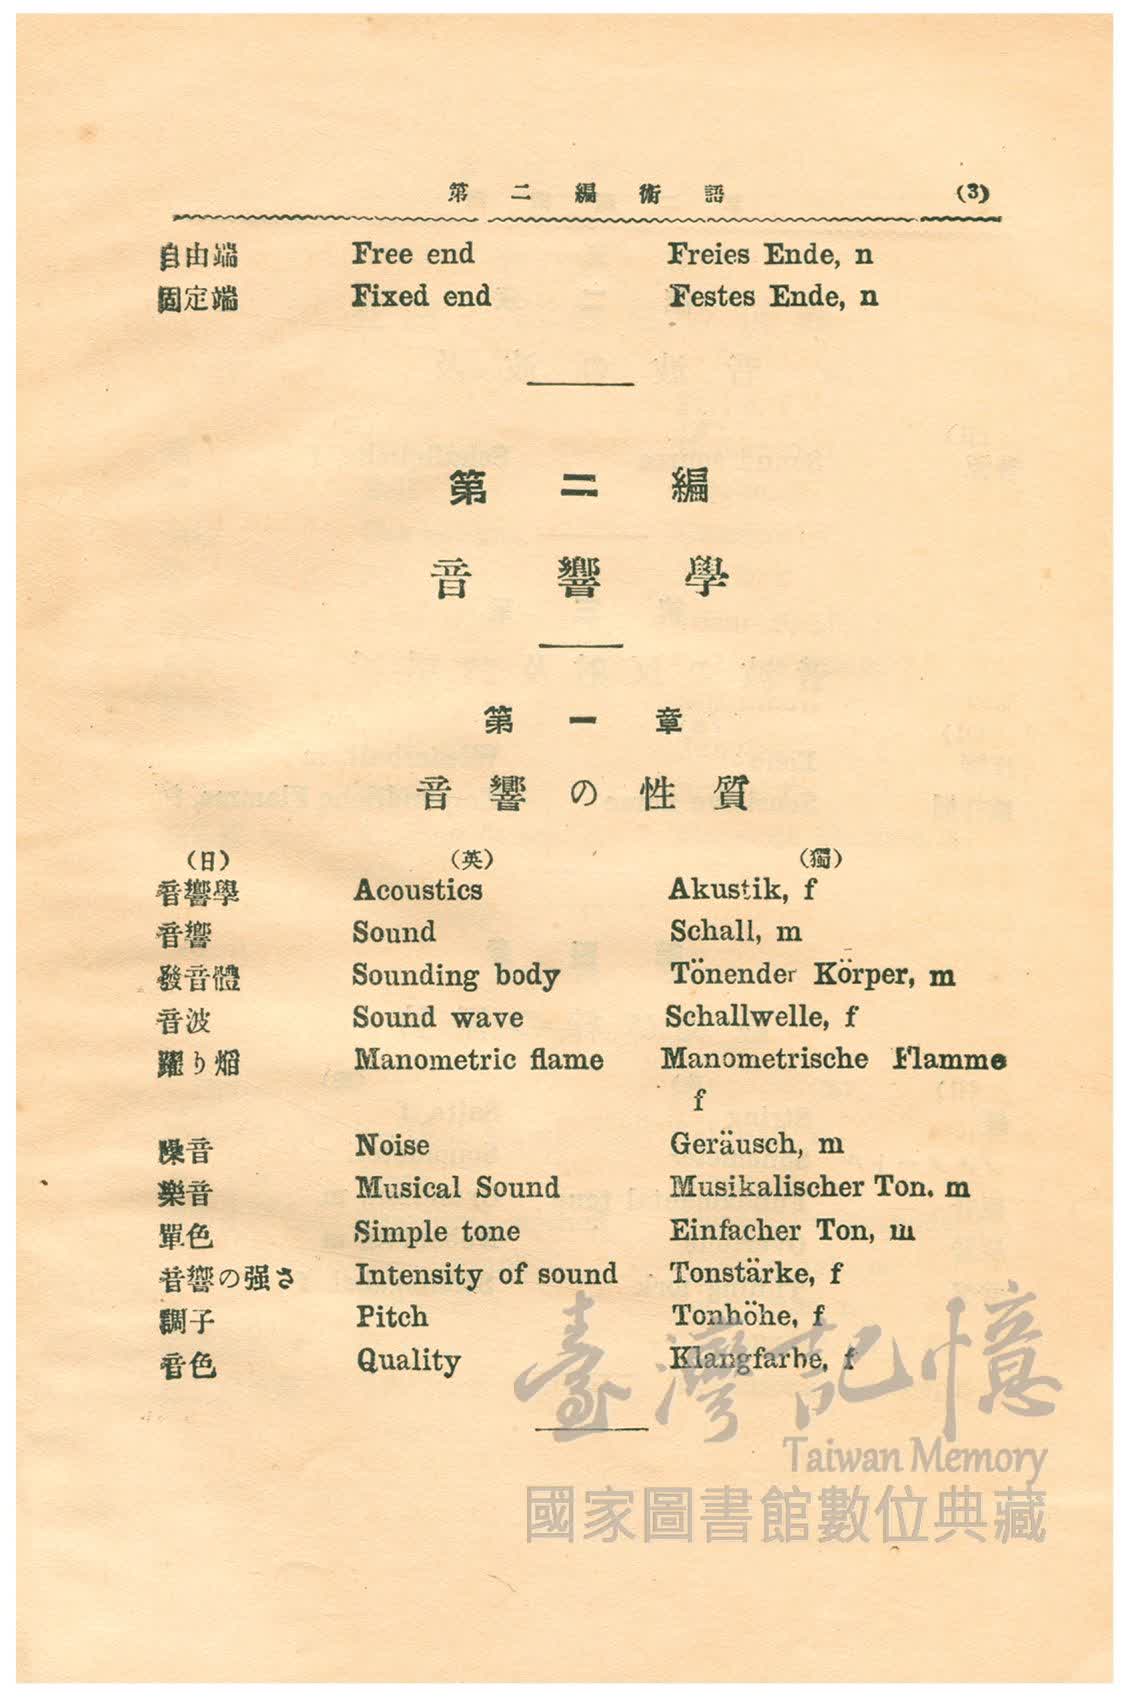 第二編術語 (3)
自由端 Free end Freies Ende, n
固定端 Fixed end Festes Ende, n
第二編
音響學
第一章
音響の性質
(日) (英) (獨)
音響學 Acoustics Akustik, f
音響 Sound Schall, m
發音體 Sounding body Tönender Körper, m
音波 Sound wave Schallwelle, f
躍り焰 Manometric flame Manometrische Flamme
f
噪音 Noise Geräusch, m
樂音 Musical Sound Musikalischer Ton. m
單色 Simple tone Einfacher Ton, m
音響の强さ Intensity of sound Tonstärke, f
調子 Pitch Tonhöhe, f
音色 Quality Klangfarbe, f
臺灣記憶
Taiwan Memory
國家圖書館數位典藏